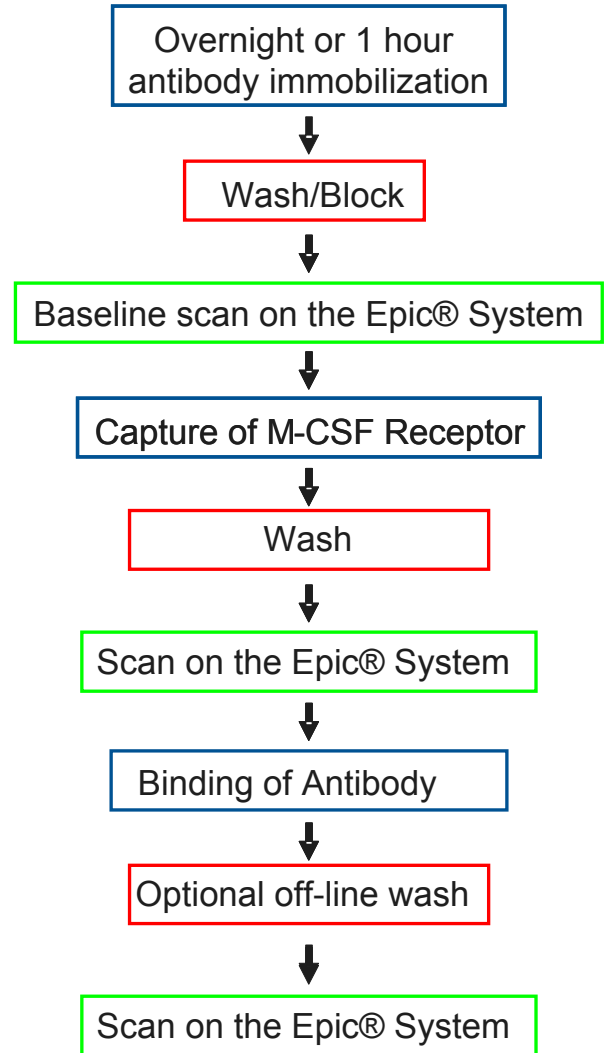 Overnight or 1 hour
antibody immobilization
Wash/Block
Baseline scan on the Epic® System
Capture of M-CSF Receptor
Wash
Scan on the Epic® System
Binding of Antibody
Optional off-line wash
Scan on the Epic® System